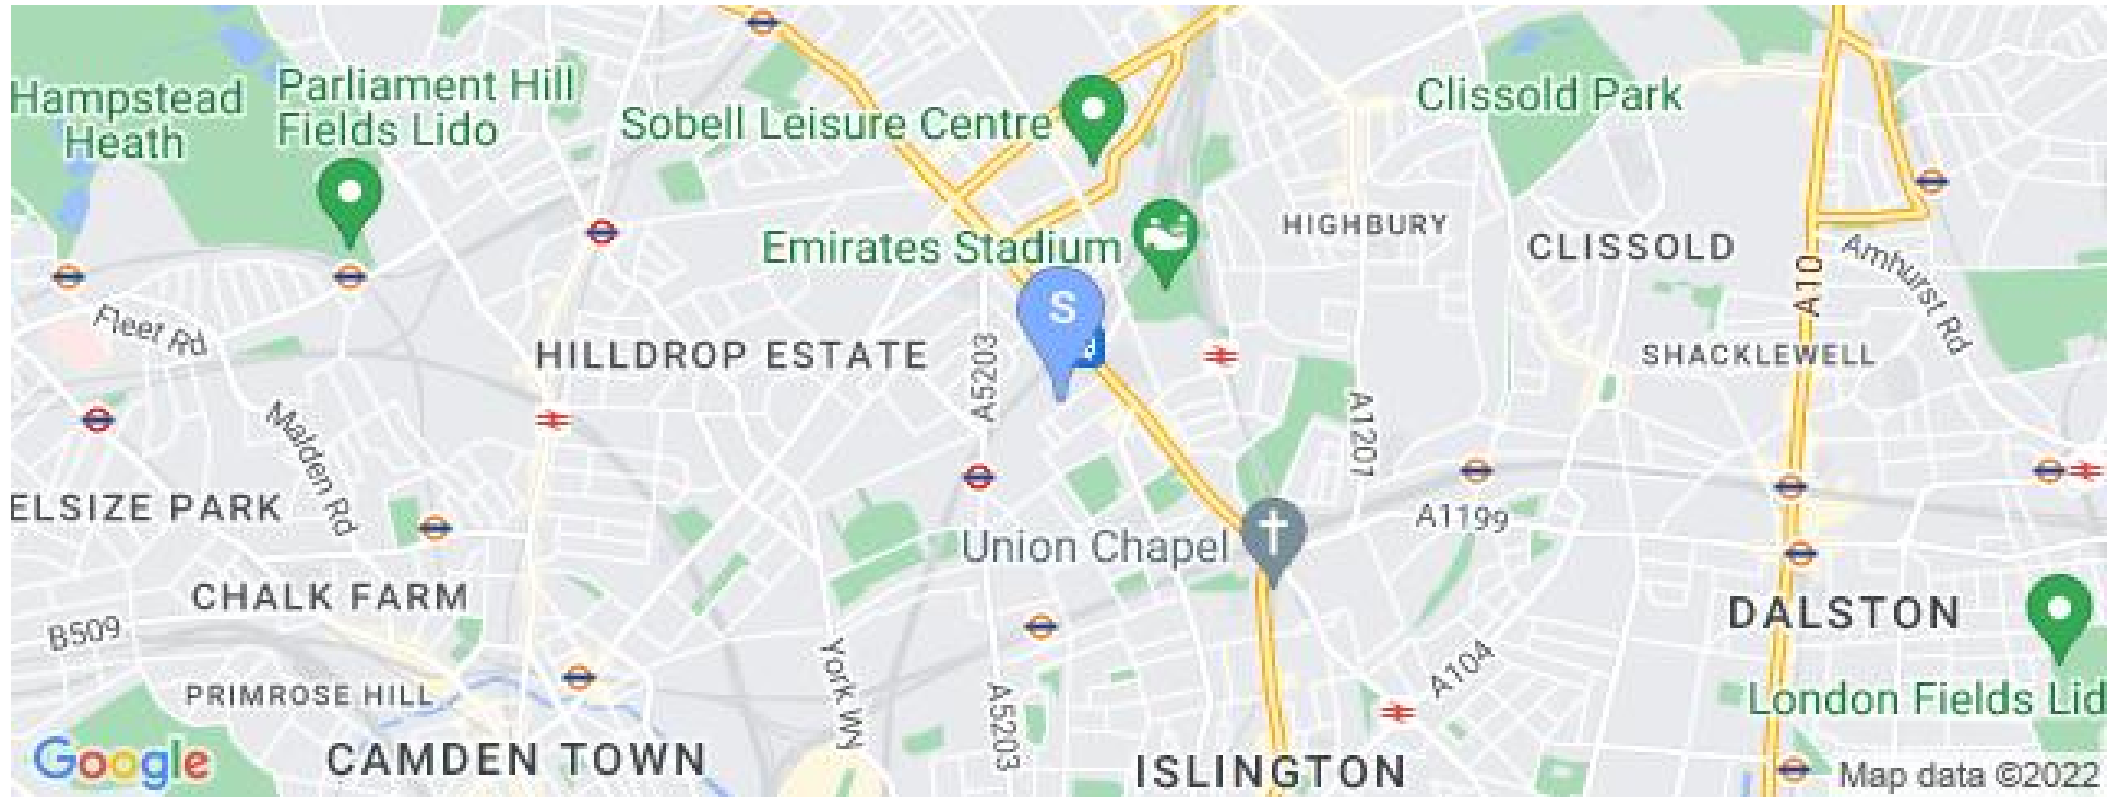 Hampstead
Heath
Parliament Hill
Fields Lido
Sobell Leisure Centre
Clissold Park
Emirates Stadium
HIGHBURY
CLISSOLD
Amhurst Rd
A10
S
Fleet Rd
HILLDROP ESTATE
A5203
SHACKLEWELL
Malden Rd
A1201
ELSIZE PARK
A1199
Union Chapel
CHALK FARM
B509
DALSTON
York Wy
A104
PRIMROSE HILL
A5203
London Fields Lid
Google
CAMDEN TOWN
ISLINGTON
Map data ©2022